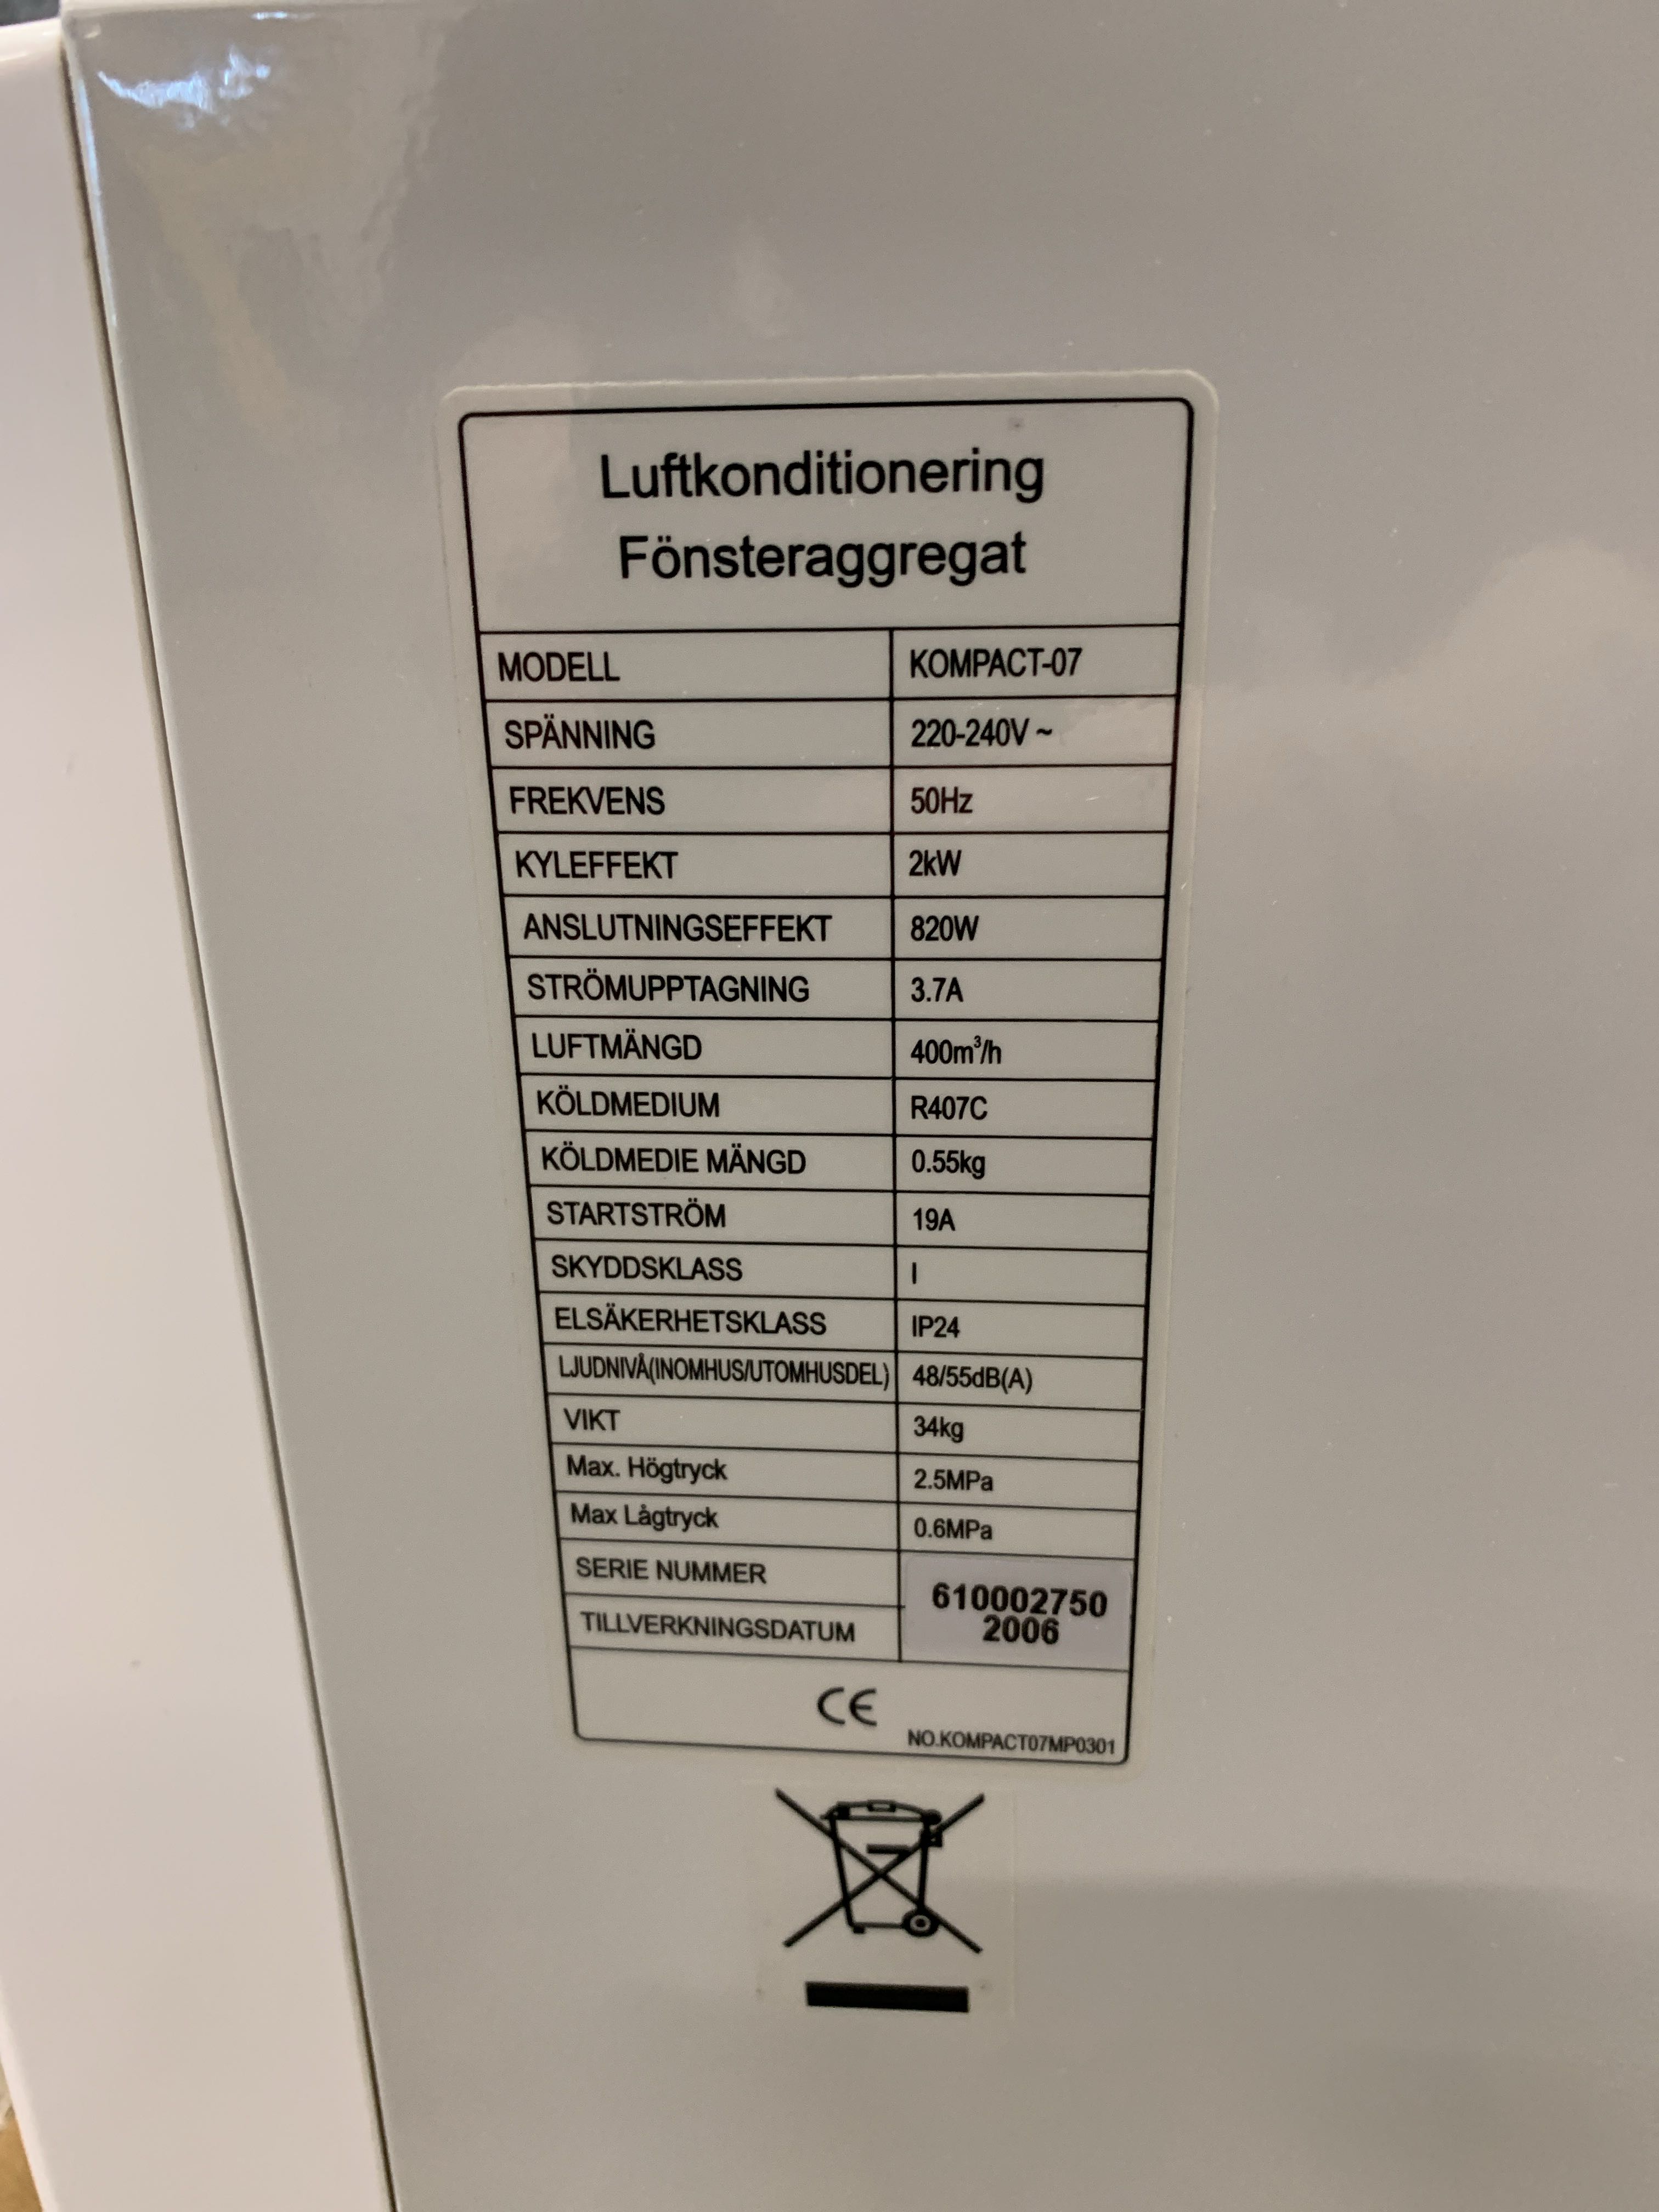 Luftkonditionering
Fönsteraggregat
MODELL KOMPACT-07
SPÄNNING 220-240V ~
FREKVENS 50Hz
KYLEFFEKT 2kW
ANSLUTNINGSEFFEKT 820W
STRÖMUPPTAGNING 3.7A
LUFTMÄNGD 400m³/h
KÖLDMEDIUM R407C
KÖLDMEDIE MÄNGD 0.55kg
STARTSTRÖM 19A
SKYDDSKLASS I
ELSÄKERHETSKLASS IP24
LJUDNIVÅ(INOMHUS/UTOMHUSDEL) 48/55dB(A)
VIKT 34kg
Max. Högtryck 2.5MPa
Max Lågtryck 0.6MPa
SERIE NUMMER 610002750
TILLVERKNINGSDATUM 2006
CE
NO.KOMPACT07MP0301